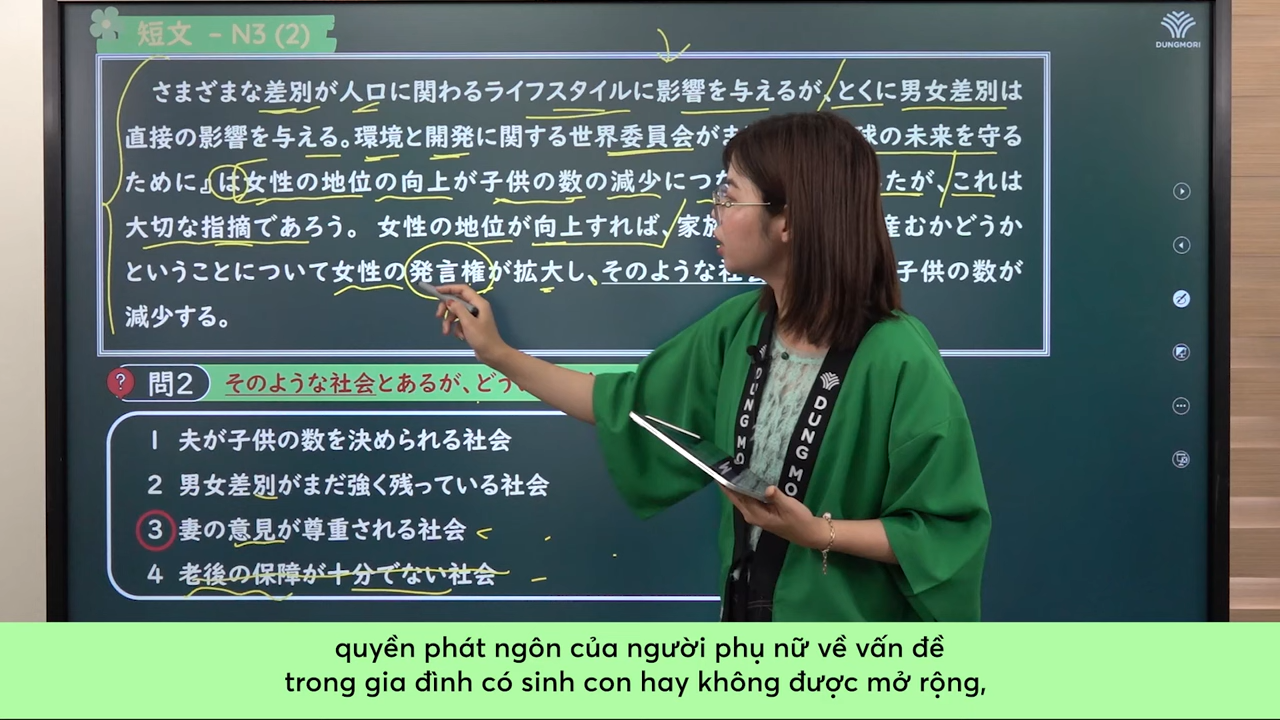 短文 - N3 (2)
DUNGMORI
さまざまな差別が人口に関わるライフスタイルに影響を与えるが、とくに男女差別は
直接の影響を与える。環境と開発に関する世界委員会がま 球の未来を守る
ために』は女性の地位の向上が子供の数の減少につな たが、これは
大切な指摘であろう。 女性の地位が向上すれば、家族 産むかどうか
ということについて女性の発言権が拡大し、そのような社会 子供の数が
減少する。
? 問2 そのような社会とあるが、どう
1 夫が子供の数を決められる社会
2 男女差別がまだ強く残っている社会
3 妻の意見が尊重される社会
4 老後の保障が十分でない社会
DUNG MO
DUNG MO
quyền phát ngôn của người phụ nữ về vấn đề
trong gia đình có sinh con hay không được mở rộng,